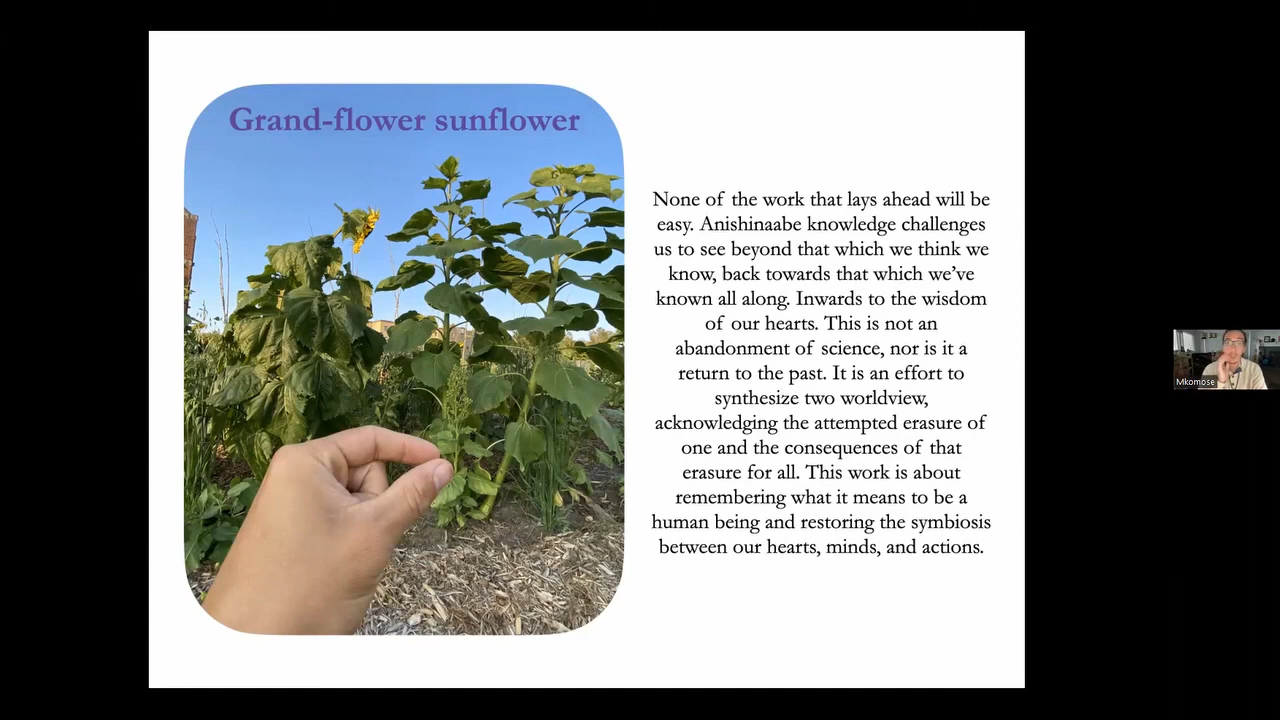 Grand-flower sunflower
None of the work that lays ahead will be
easy. Anishinaabe knowledge challenges
us to see beyond that which we think we
know, back towards that which we've
known all along. Inwards to the wisdom
of our hearts. This is not an
abandonment of science, nor is it a
return to the past. It is an effort to
synthesize two worldview,
acknowledging the attempted erasure of
one and the consequences of that
erasure for all. This work is about
remembering what it means to be a
human being and restoring the symbiosis
between our hearts, minds, and actions.
Mkomose